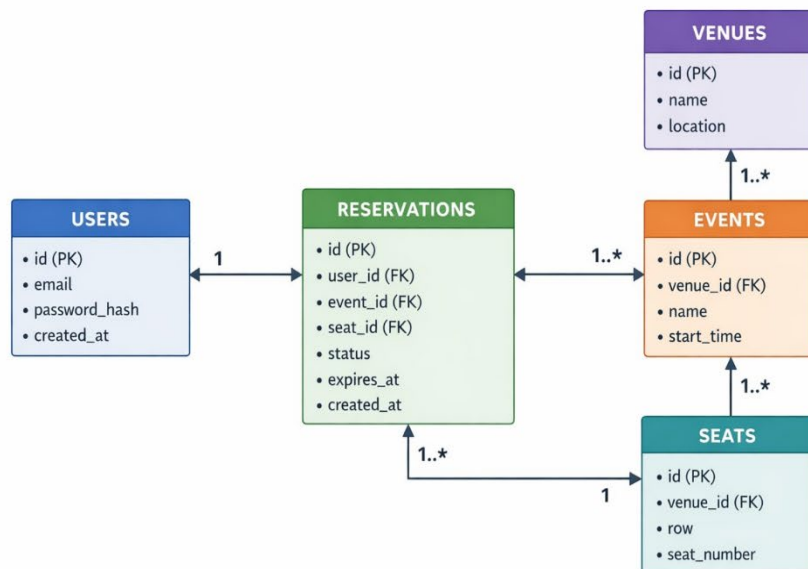 VENUES
• id (PK)
• name
• location
1..*
USERS
• id (PK)
• email
• password_hash
• created_at
1
RESERVATIONS
• id (PK)
• user_id (FK)
• event_id (FK)
• seat_id (FK)
• status
• expires_at
• created_at
1..*
EVENTS
• id (PK)
• venue_id (FK)
• name
• start_time
1..*
1..*
1
SEATS
• id (PK)
• venue_id (FK)
• row
• seat_number